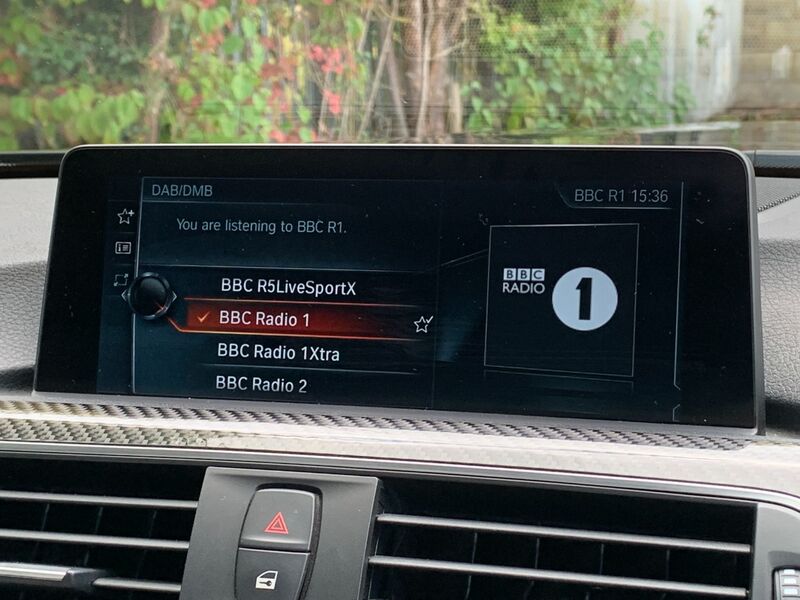 DAB/DMB
BBC R1 15:36
You are listening to BBC R1.
BBC R5LiveSportX
BBC Radio 1
BBC Radio 1Xtra
BBC Radio 2
BBC
RADIO
1